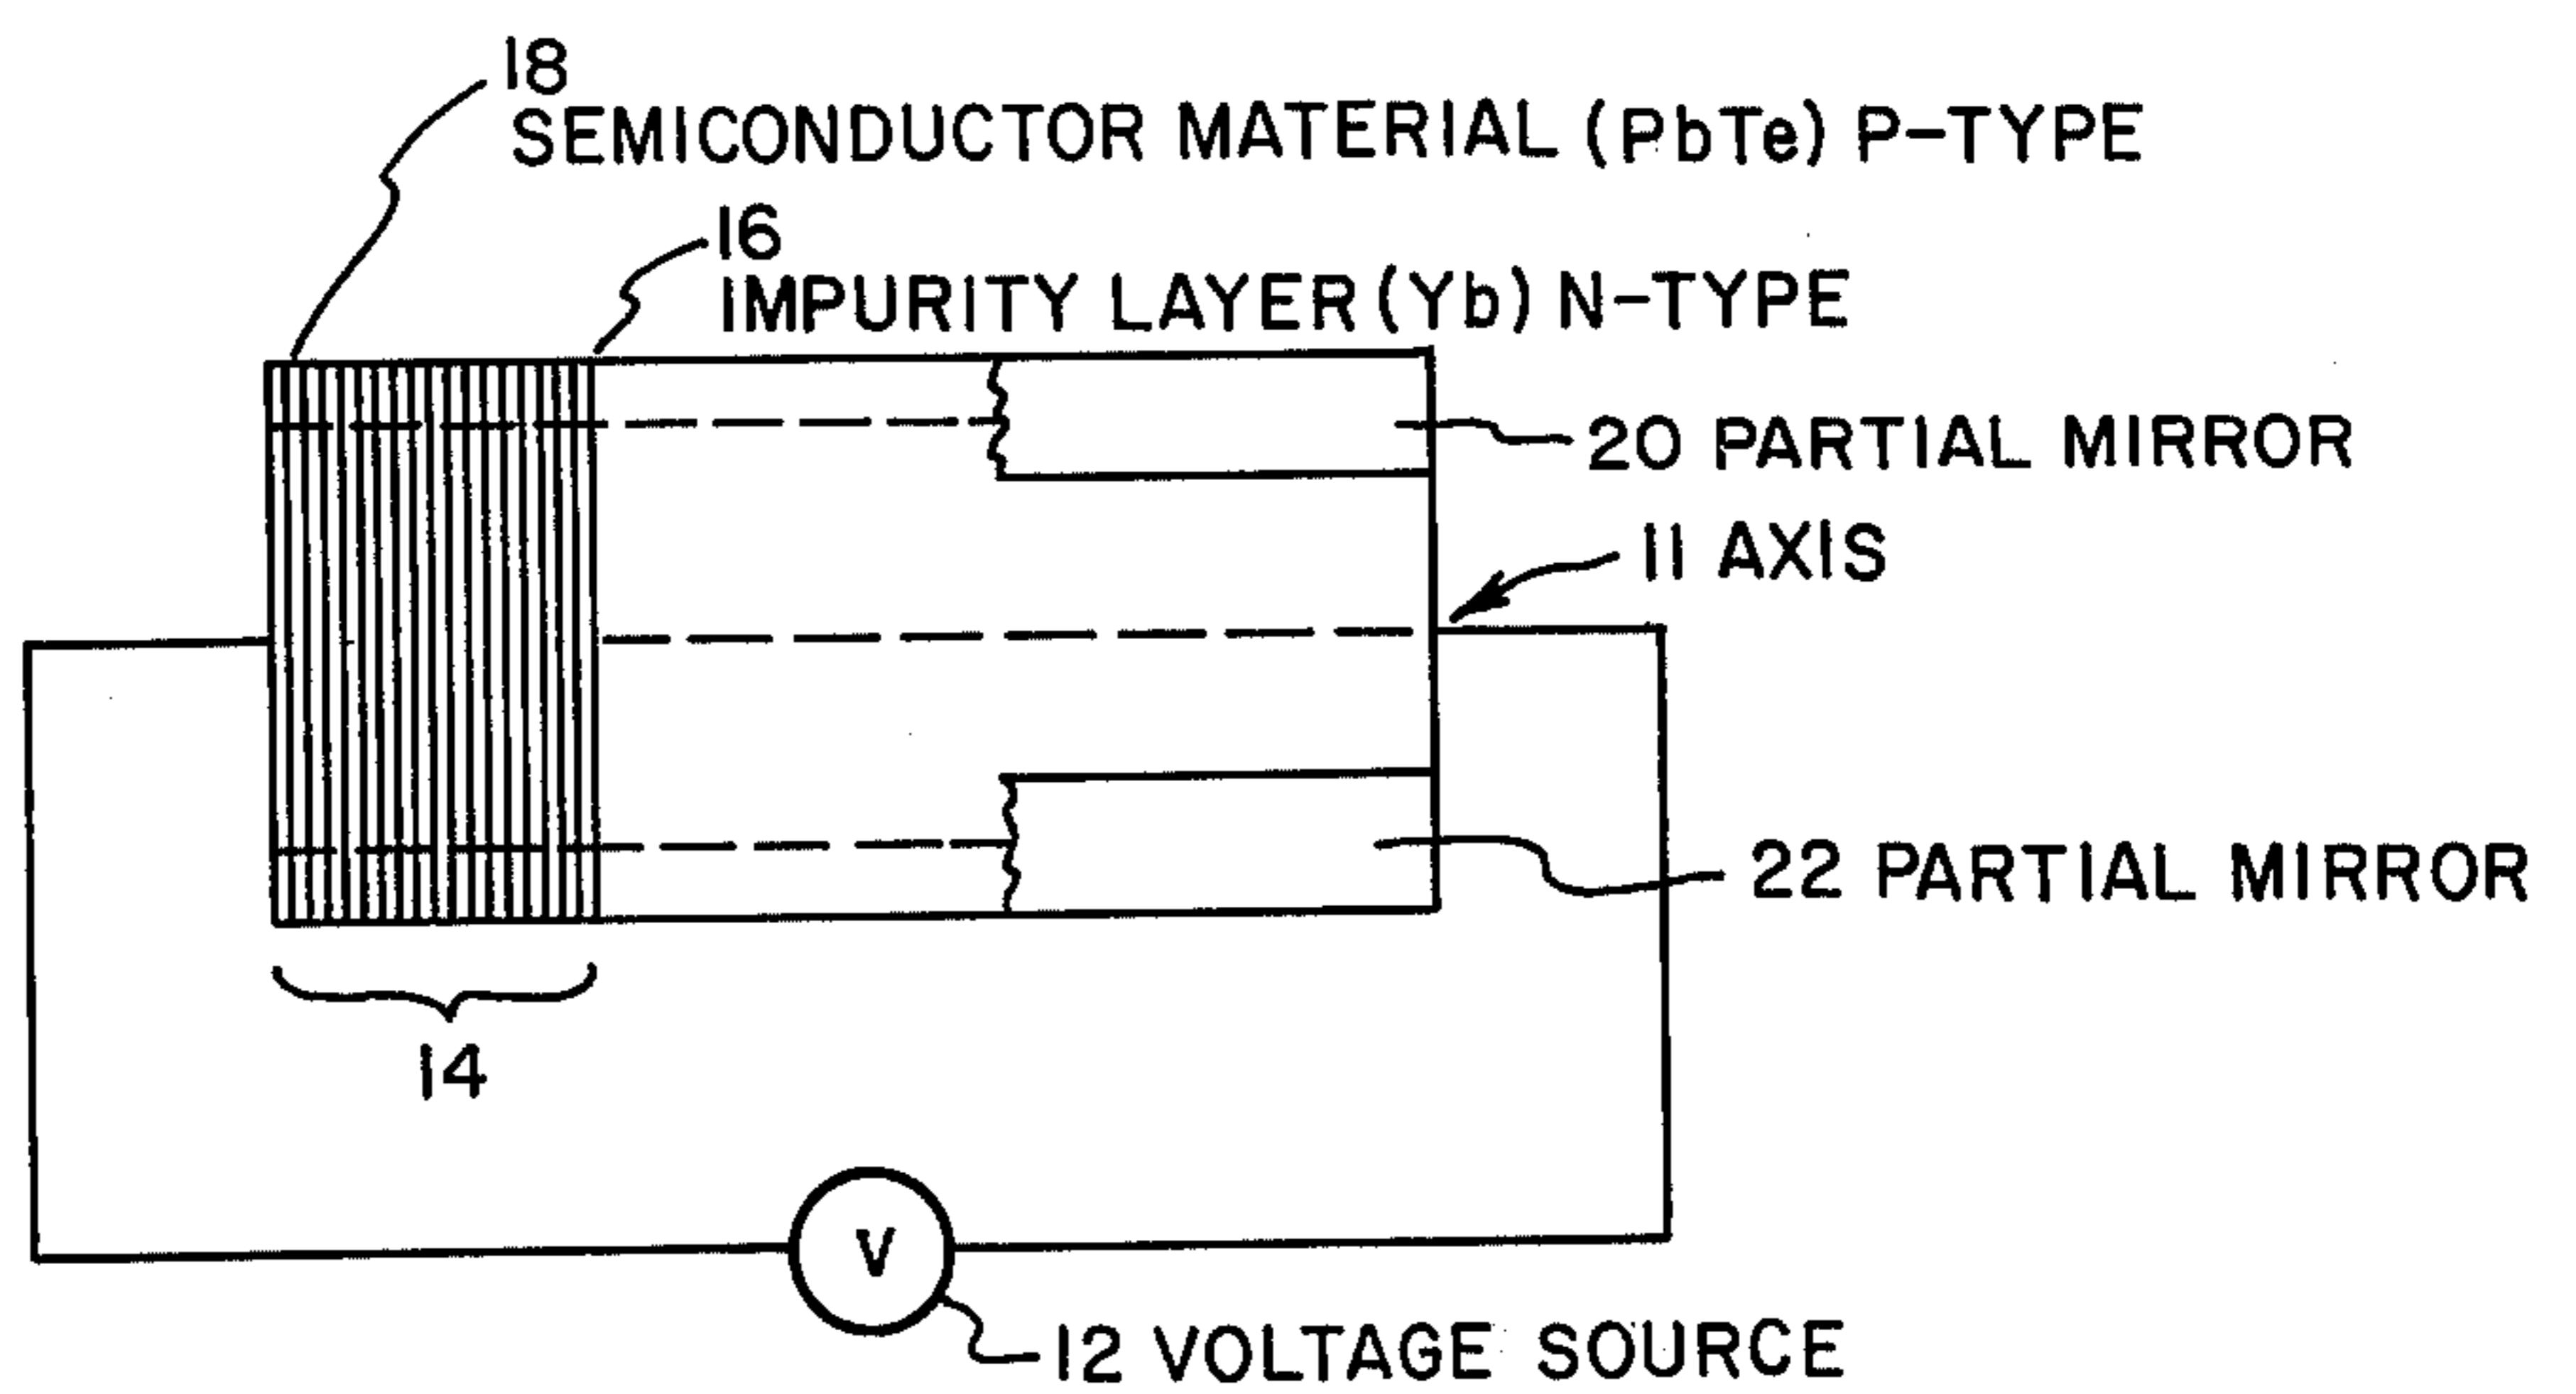 18
SEMICONDUCTOR MATERIAL (PbTe) P-TYPE
16
IMPURITY LAYER (Yb) N-TYPE
20 PARTIAL MIRROR
11 AXIS
22 PARTIAL MIRROR
14
V
12 VOLTAGE SOURCE